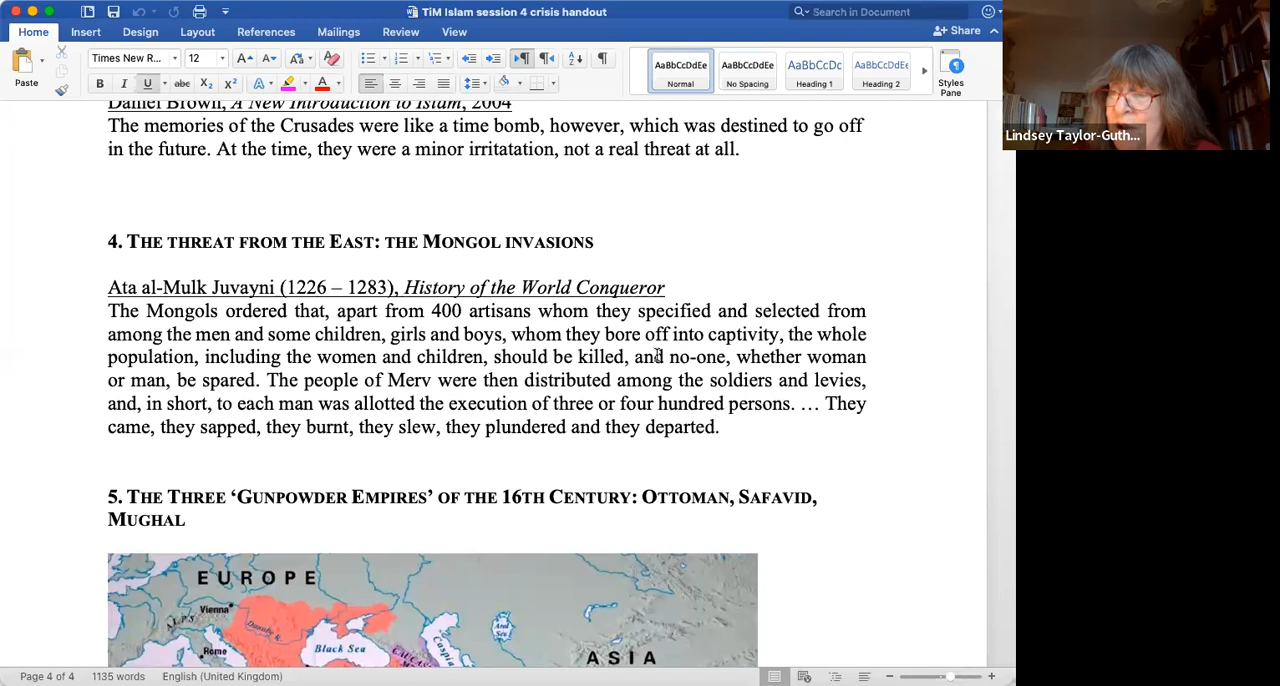 TiM Islam session 4 crisis handout
Search in Document
Home Insert Design Layout References Mailings Review View
Share
Paste
Times New R... 12
AaBbCcDdEe AaBbCcDdEe AaBbCcDc AaBbCcDdEe
Normal No Spacing Heading 1 Heading 2
Styles
Pane
Lindsey Taylor-Guth...
Daniel Brown, A New Introduction to Islam, 2004
The memories of the Crusades were like a time bomb, however, which was destined to go off
in the future. At the time, they were a minor irritatation, not a real threat at all.
4. THE THREAT FROM THE EAST: THE MONGOL INVASIONS
Ata al-Mulk Juvayni (1226 – 1283), History of the World Conqueror
The Mongols ordered that, apart from 400 artisans whom they specified and selected from
among the men and some children, girls and boys, whom they bore off into captivity, the whole
population, including the women and children, should be killed, and no-one, whether woman
or man, be spared. The people of Merv were then distributed among the soldiers and levies,
and, in short, to each man was allotted the execution of three or four hundred persons. … They
came, they sapped, they burnt, they slew, they plundered and they departed.
5. THE THREE ‘GUNPOWDER EMPIRES’ OF THE 16TH CENTURY: OTTOMAN, SAFAVID,
MUGHAL
EUROPE
Vienna
ALPS
Danube R.
Rome
Black Sea
Caspia
Aral
Sea
ASIA
Page 4 of 4 1135 words English (United Kingdom)